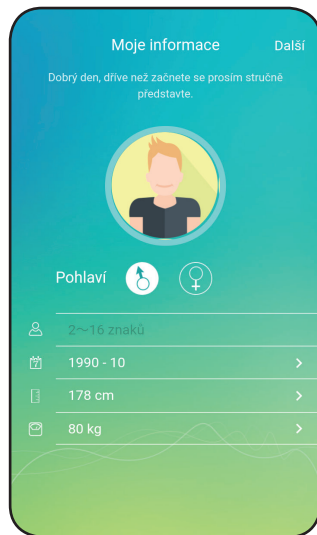 Moje informace
Další
Dobrý den, dříve než začnete se prosím stručně
představte.
Pohlaví
2~16 znaků
1990 - 10
178 cm
80 kg